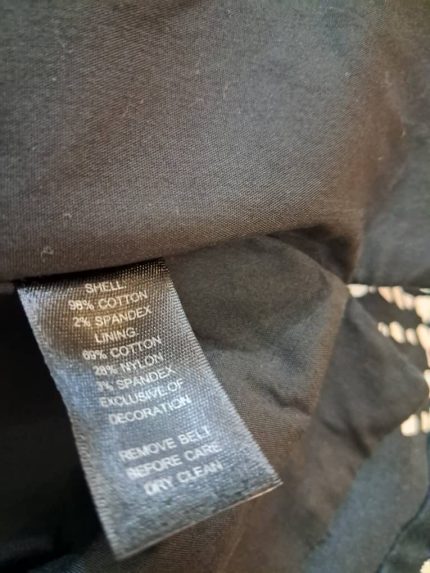 SHELL
98% COTTON
2% SPANDEX
LINING
69% COTTON
28% NYLON
3% SPANDEX
EXCLUSIVE OF
DECORATION
REMOVE BELT
BEFORE CARE
DRY CLEAN